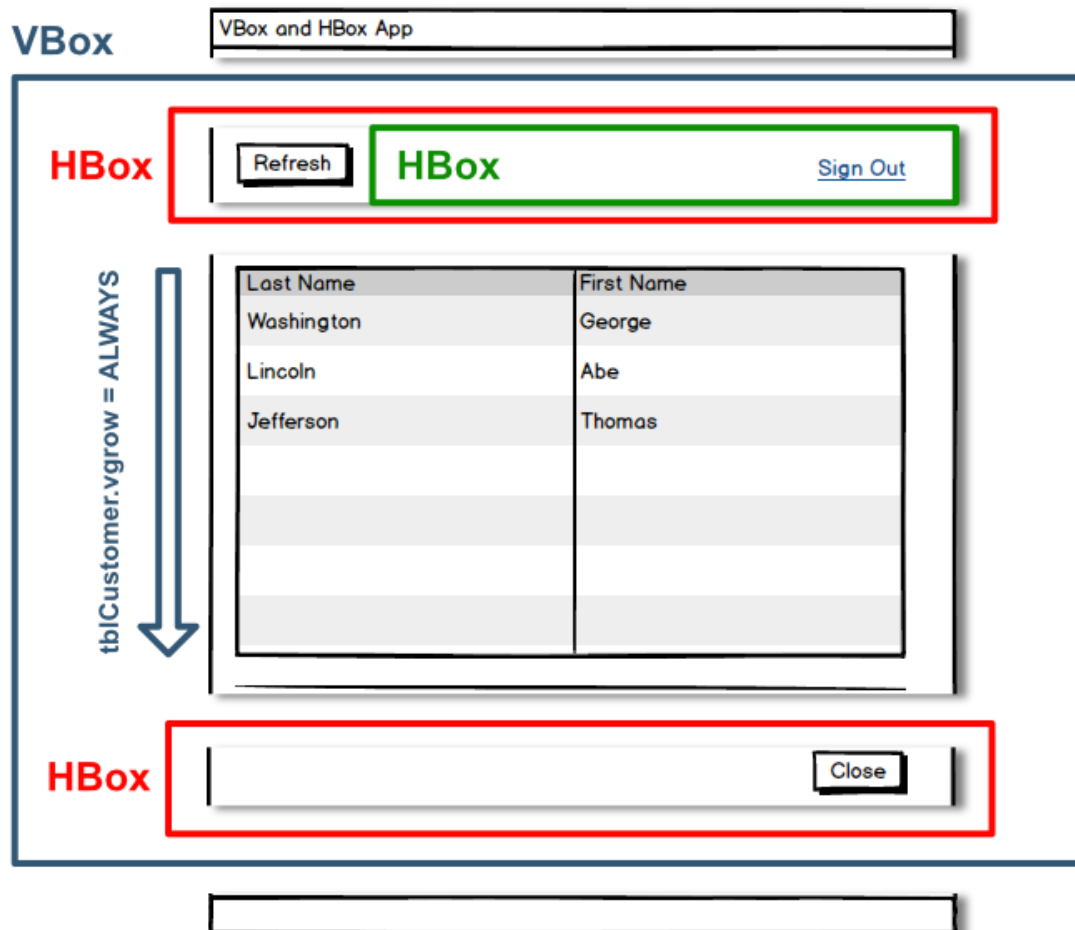 VBox
VBox and HBox App
HBox
Refresh
HBox
Sign Out
tblCustomer.vgrow = ALWAYS
Last Name First Name
Washington George
Lincoln Abe
Jefferson Thomas
HBox
Close